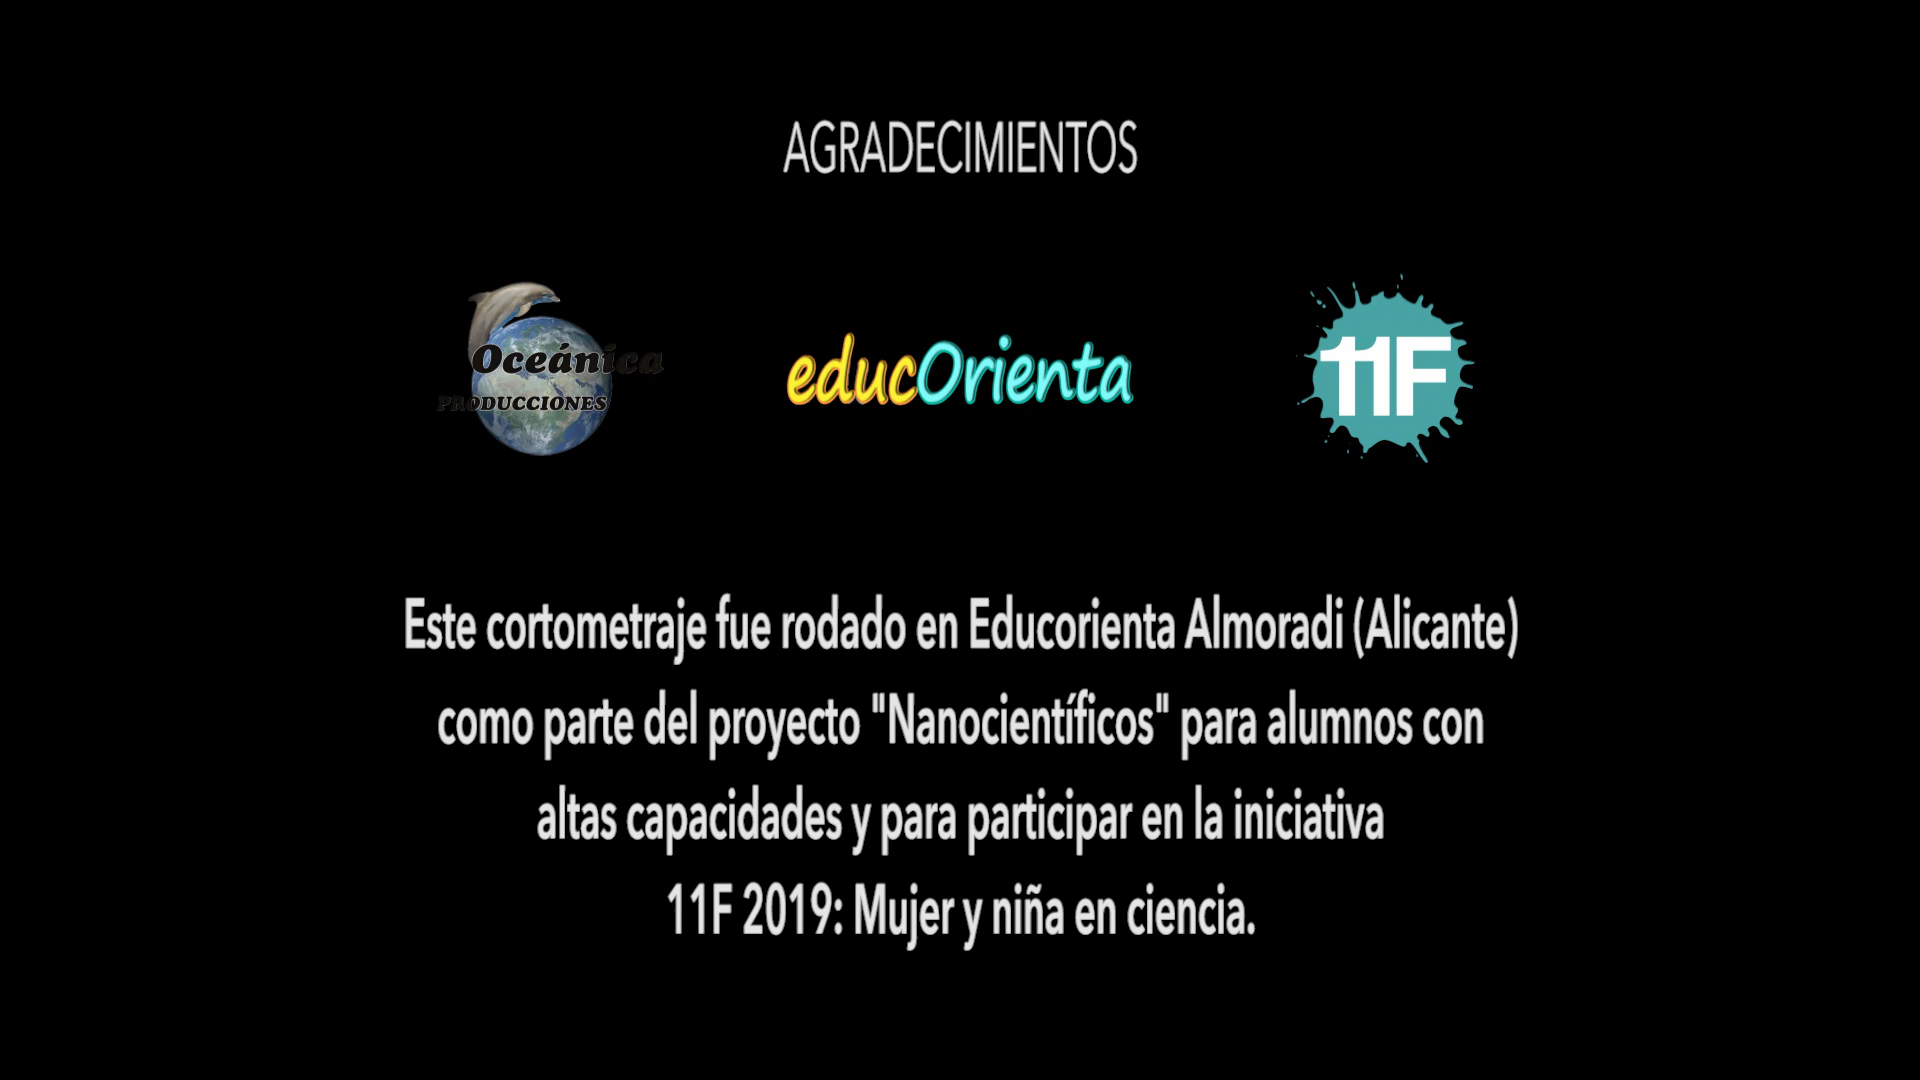 AGRADECIMIENTOS
Oceánica
PRODUCCIONES
educOrienta
11F
Este cortometraje fue rodado en Educorienta Almoradi (Alicante)
como parte del proyecto "Nanocientíficos" para alumnos con
altas capacidades y para participar en la iniciativa
11F 2019: Mujer y niña en ciencia.